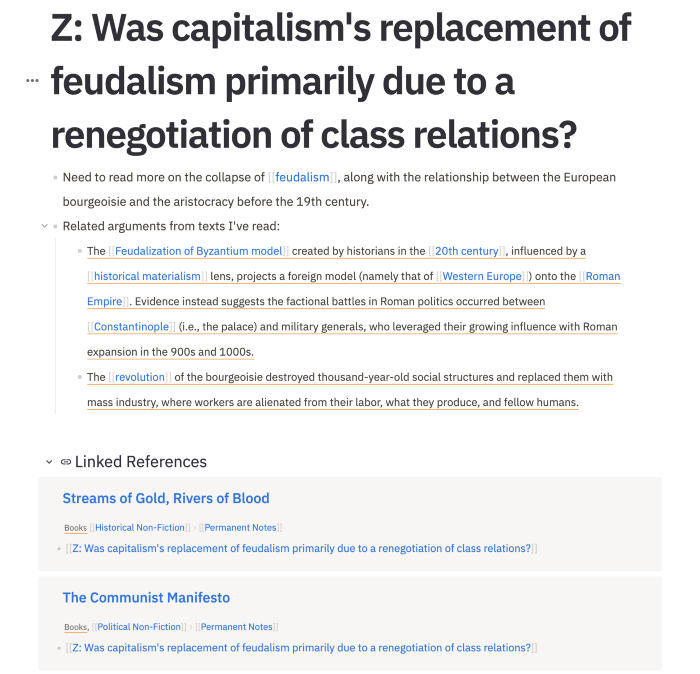 Z: Was capitalism's replacement of
feudalism primarily due to a
renegotiation of class relations?
Need to read more on the collapse of [[feudalism]], along with the relationship between the European
bourgeoisie and the aristocracy before the 19th century.
Related arguments from texts I've read:
The [[Feudalization of Byzantium model]] created by historians in the [[20th century]], influenced by a
[[historical materialism]] lens, projects a foreign model (namely that of [[Western Europe]]) onto the [[Roman
Empire]]. Evidence instead suggests the factional battles in Roman politics occurred between
[[Constantinople]] (i.e., the palace) and military generals, who leveraged their growing influence with Roman
expansion in the 900s and 1000s.
The [[revolution]] of the bourgeoisie destroyed thousand-year-old social structures and replaced them with
mass industry, where workers are alienated from their labor, what they produce, and fellow humans.
Linked References
Streams of Gold, Rivers of Blood
Books [[Historical Non-Fiction]] › [[Permanent Notes]]
[[Z: Was capitalism's replacement of feudalism primarily due to a renegotiation of class relations?]]
The Communist Manifesto
Books, [[Political Non-Fiction]] › [[Permanent Notes]]
[[Z: Was capitalism's replacement of feudalism primarily due to a renegotiation of class relations?]]